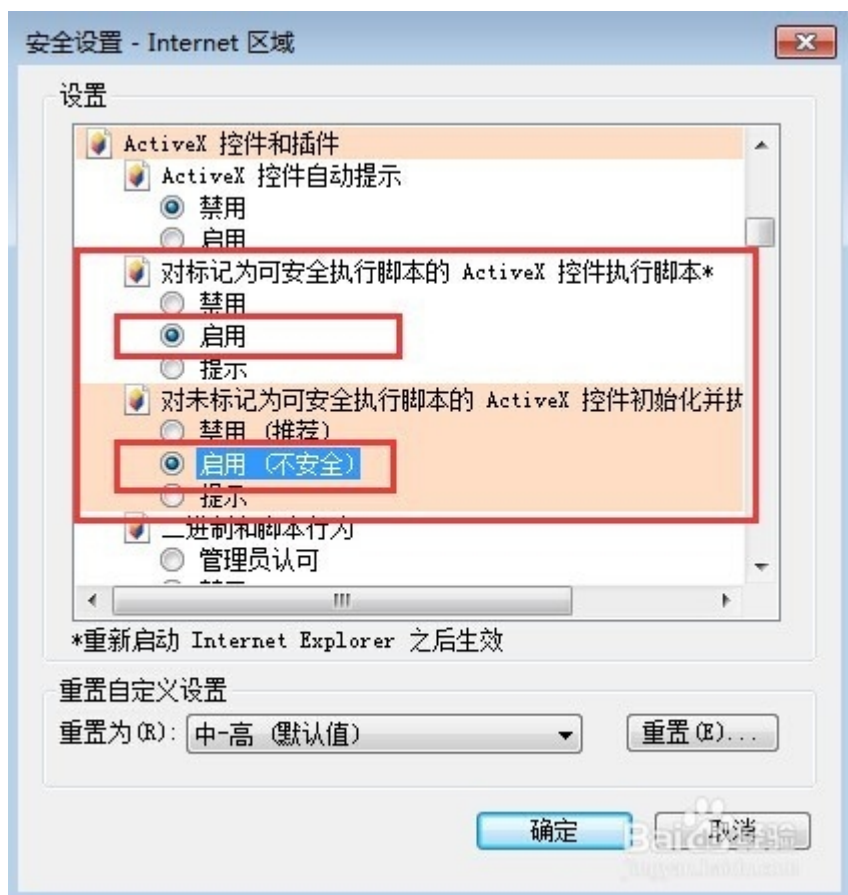 安全设置 - Internet 区域
设置
ActiveX 控件和插件
ActiveX 控件自动提示
禁用
启用
对标记为可安全执行脚本的 ActiveX 控件执行脚本*
禁用
启用
提示
对未标记为可安全执行脚本的 ActiveX 控件初始化并执
禁用 (推荐)
启用 (不安全)
提示
二进制和脚本行为
管理员认可
*重新启动 Internet Explorer 之后生效
重置自定义设置
重置为(R): 中-高 (默认值) 重置(E)...
确定 取消
Baidu经验